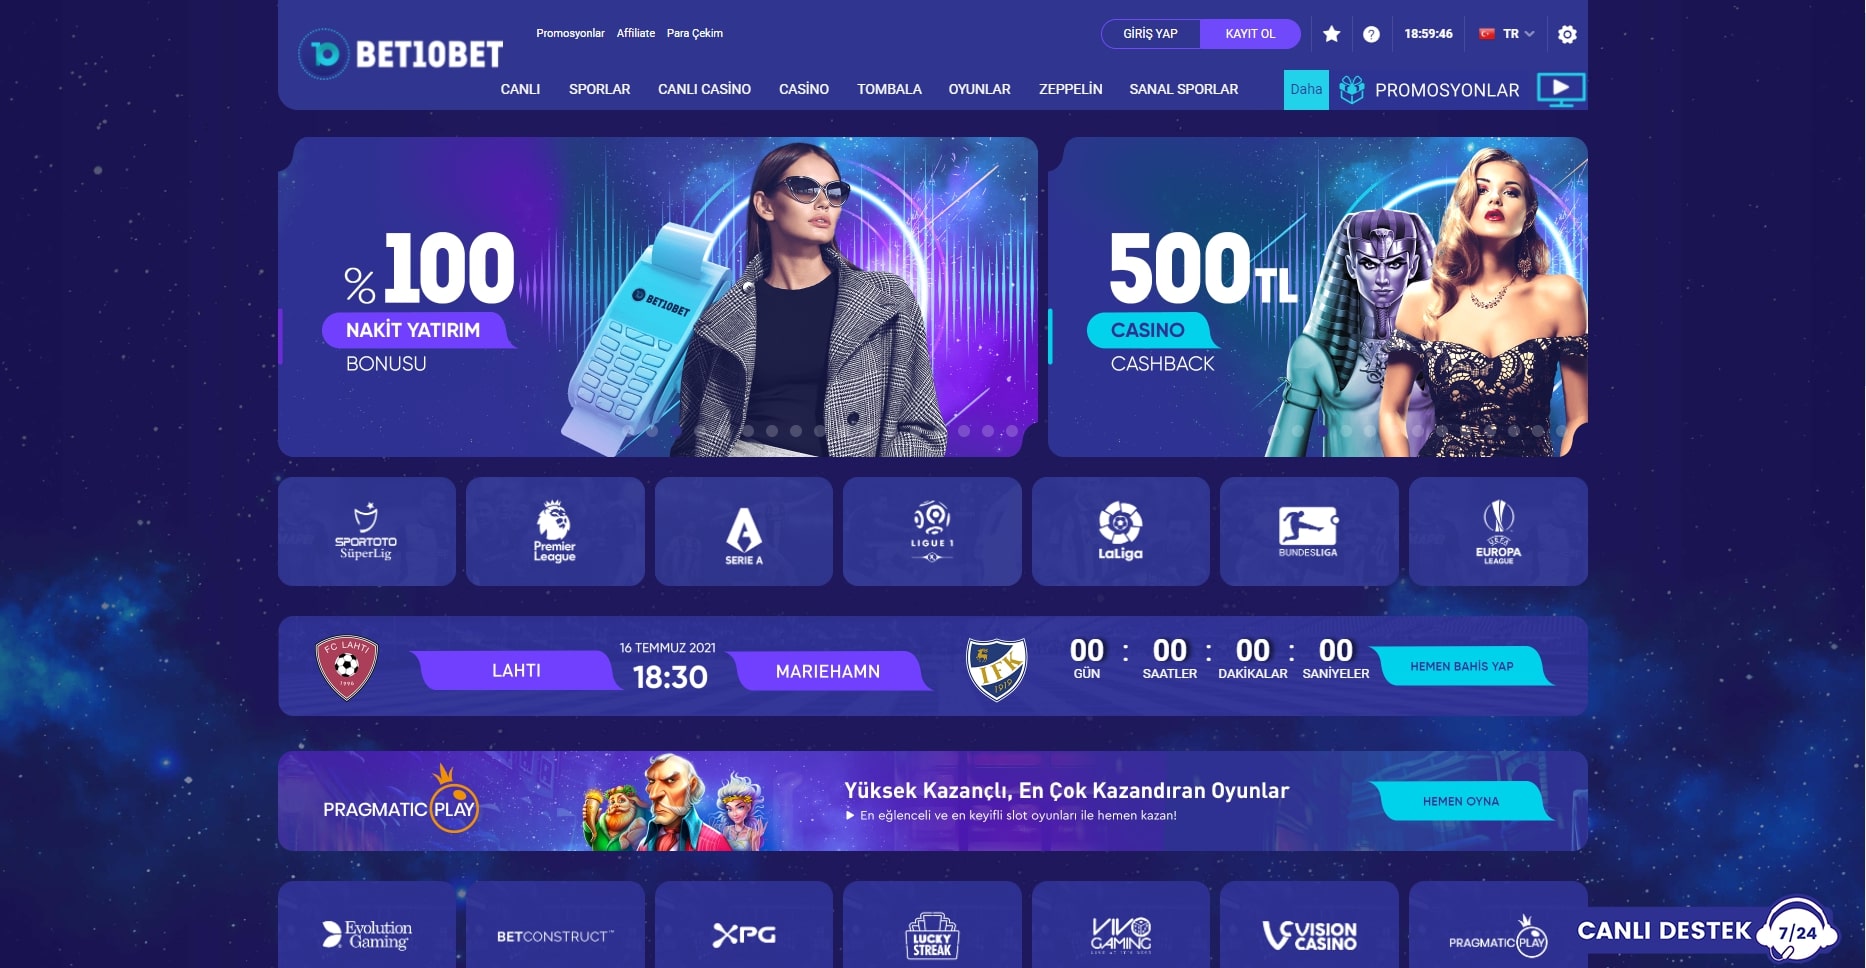 Promosyonlar Affiliate Para Çekim
GİRİŞ YAP KAYIT OL
?
18:59:46
TR
10 BET10BET
CANLI SPORLAR CANLI CASİNO CASİNO TOMBALA OYUNLAR ZEPPELİN SANAL SPORLAR
Daha
PROMOSYONLAR
%100
NAKİT YATIRIM
BONUSU
BET10BET
500TL
CASINO
CASHBACK
SPORTOTO
SüperLig
Premier
League
SERIE A
LIGUE 1
LaLiga
BUNDESLIGA
UEFA
EUROPA
LEAGUE
FC LAHTI
LAHTI
16 TEMMUZ 2021
18:30
MARIEHAMN
IFK
1919
00 : 00 : 00 : 00
GÜN SAATLER DAKİKALAR SANİYELER
HEMEN BAHİS YAP
PRAGMATIC PLAY
Yüksek Kazançlı, En Çok Kazandıran Oyunlar
En eğlenceli ve en keyifli slot oyunları ile hemen kazan!
HEMEN OYNA
Evolution
Gaming
BETCONSTRUCT™
XPG
LUCKY
STREAK
VIVO
GAMING
VISION
CASINO
PRAGMATIC PLAY
CANLI DESTEK
7/24